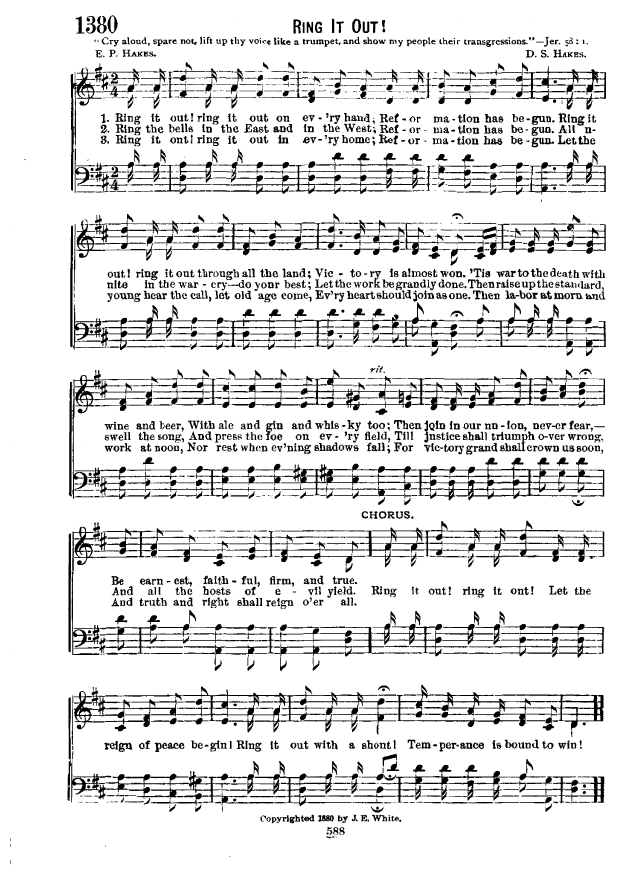 1380 RING IT OUT!
"Cry aloud, spare not, lift up thy voice like a trumpet, and show my people their transgressions."—Jer. 58 : 1.
E. P. HAKES. D. S. HAKES.
1. Ring it out! ring it out on ev-'ry hand; Ref - or - ma - tion has be - gun. Ring it
2. Ring the bells in the East and in the West; Ref - or - ma - tion has be - gun. All u-
3. Ring it out! ring it out in ev-'ry home; Ref - or - ma - tion has be - gun. Let the
out! ring it out through all the land; Vic - to - ry is almost won. 'Tis war to the death with
nite in the war - cry—do your best; Let the work be grandly done. Then raise up the standard,
young hear the call, let old age come, Ev'ry heart should join as one. Then la-bor at morn and
rit.
wine and beer, With ale and gin and whis - ky too; Then join in our un - ion, nev-er fear,—
swell the song, And press the foe on ev - 'ry field, Till justice shall triumph o-ver wrong,
work at noon, Nor rest when ev'ning shadows fall; For vic-tory grand shall crown us soon,
CHORUS.
Be earn - est, faith - ful, firm, and true.
And all the hosts of e - vil yield. Ring it out! ring it out! Let the
And truth and right shall reign o'er all.
reign of peace begin! Ring it out with a shout! Tem-per-ance is bound to win!
Copyrighted 1880 by J. E. White.
588